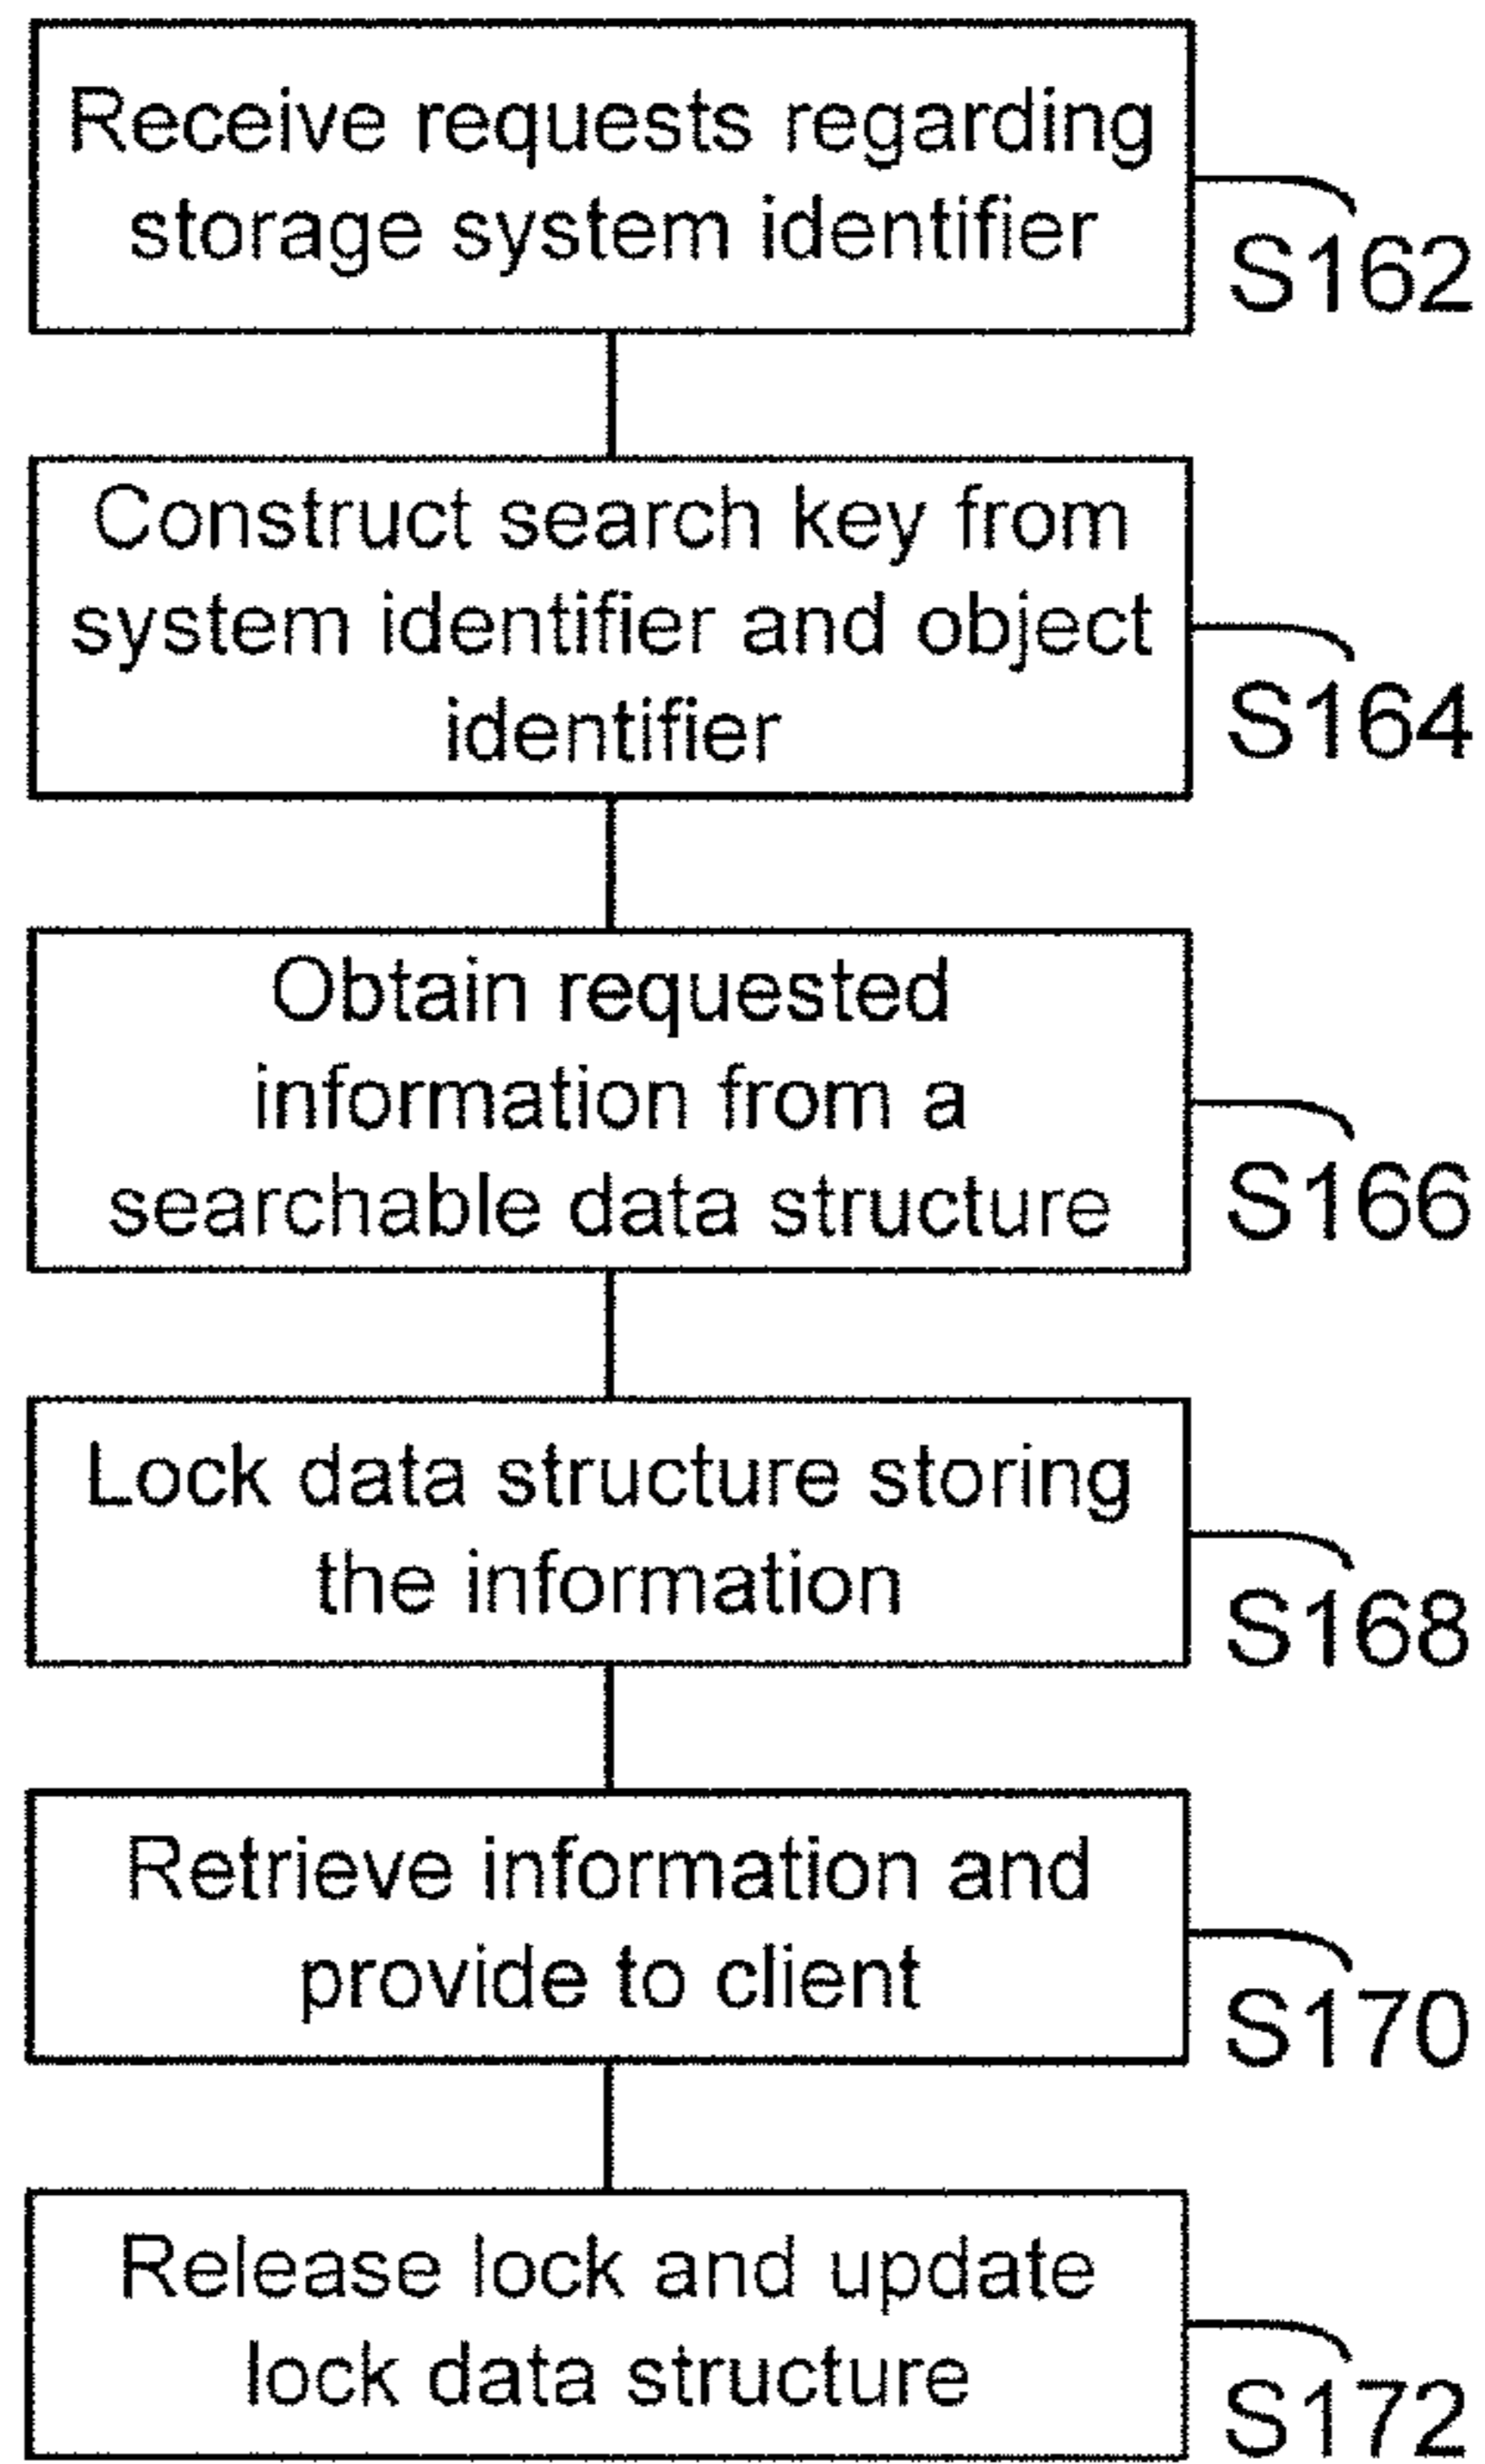 Receive requests regarding
storage system identifier
S162
Construct search key from
system identifier and object
identifier
S164
Obtain requested
information from a
searchable data structure
S166
Lock data structure storing
the information
S168
Retrieve information and
provide to client
S170
Release lock and update
lock data structure
S172